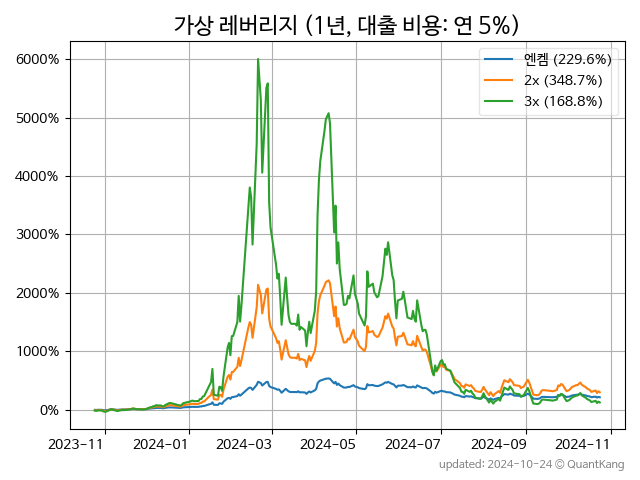 가상 레버리지 (1년, 대출 비용: 연 5%)
6000%
5000%
4000%
3000%
2000%
1000%
0%
엔켐 (229.6%)
2x (348.7%)
3x (168.8%)
2023-11 2024-01 2024-03 2024-05 2024-07 2024-09 2024-11
updated: 2024-10-24 © QuantKang